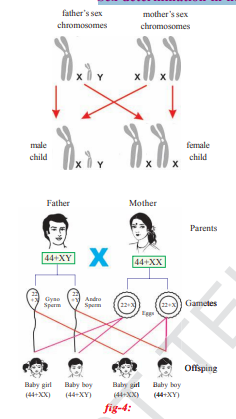 father's sex chromosomes
mother's sex chromosomes
X Y X X
male child
female child
X Y X X
Father Mother
Parents
44+XY X 44+XX
22 +X Gyno Sperm 22 +Y Andro Sperm 22+X 22+X Gametes
Eggs
Offsping
Baby girl Baby boy Baby girl Baby boy
(44+XX) (44+XY) (44+XX) (44+XY)
fig-4: